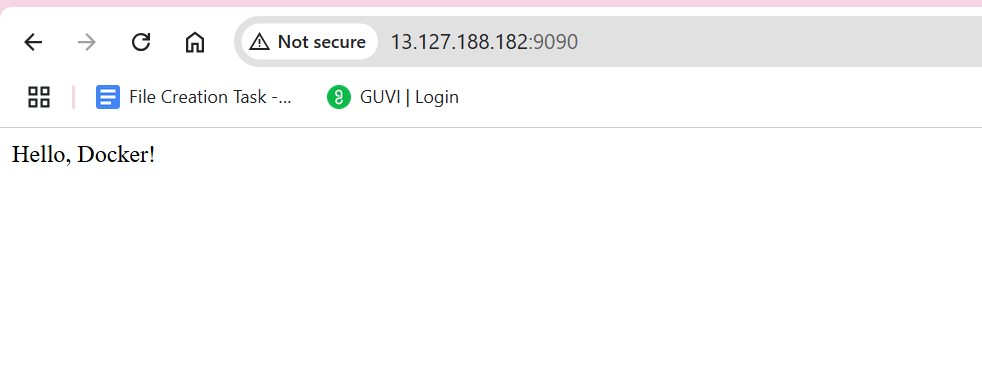 Not secure 13.127.188.182:9090
File Creation Task -... GUVI | Login
Hello, Docker!